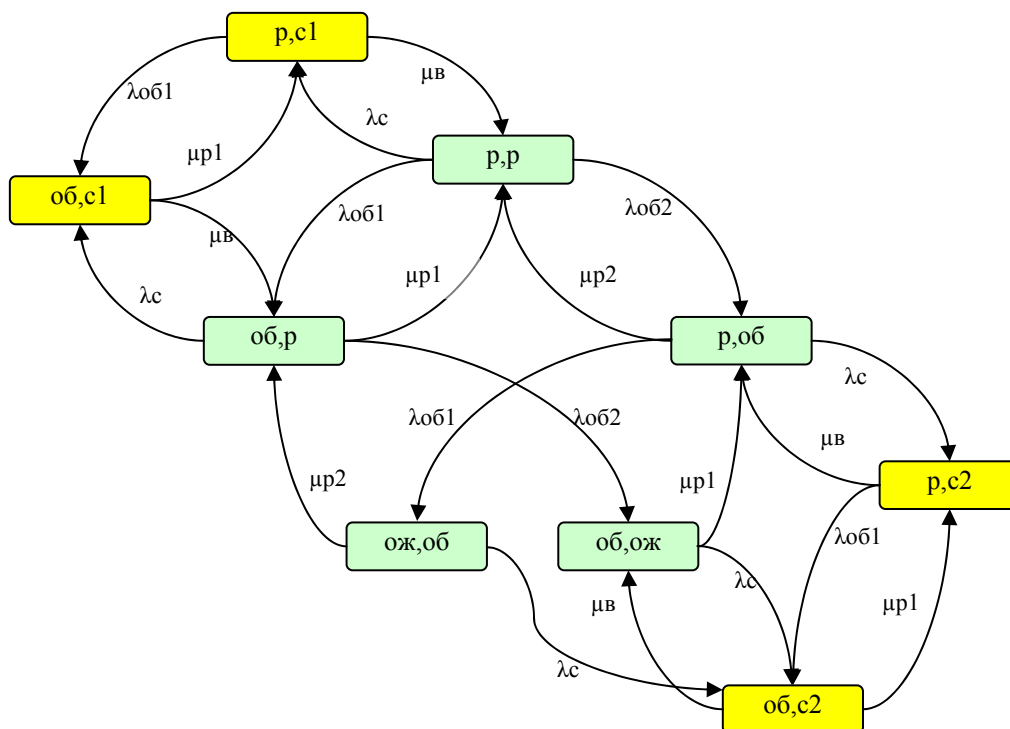 р,с1
λоб1
μв
λс
μр1
р,р
об,с1
λоб2
μв
λоб1
μр1
μр2
λс
об,р
р,об
λс
λоб1
λоб2
μв
μр2
μр1
р,с2
ож,об
об,ож
λоб1
λс
μв
μр1
λс
об,с2